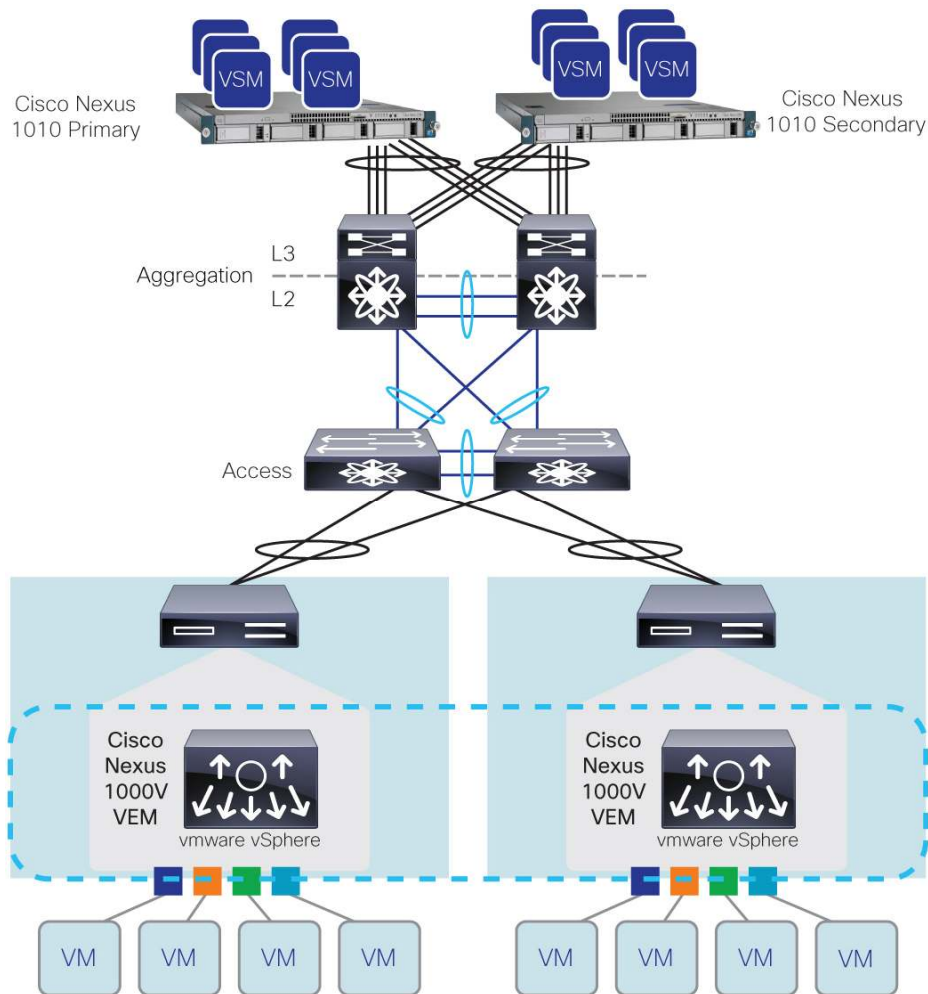 VSM
VSM
VSM
VSM
Cisco Nexus
1010 Primary
Cisco Nexus
1010 Secondary
L3
Aggregation
L2
Access
Cisco
Nexus
1000V
VEM
vmware vSphere
Cisco
Nexus
1000V
VEM
vmware vSphere
VM
VM
VM
VM
VM
VM
VM
VM